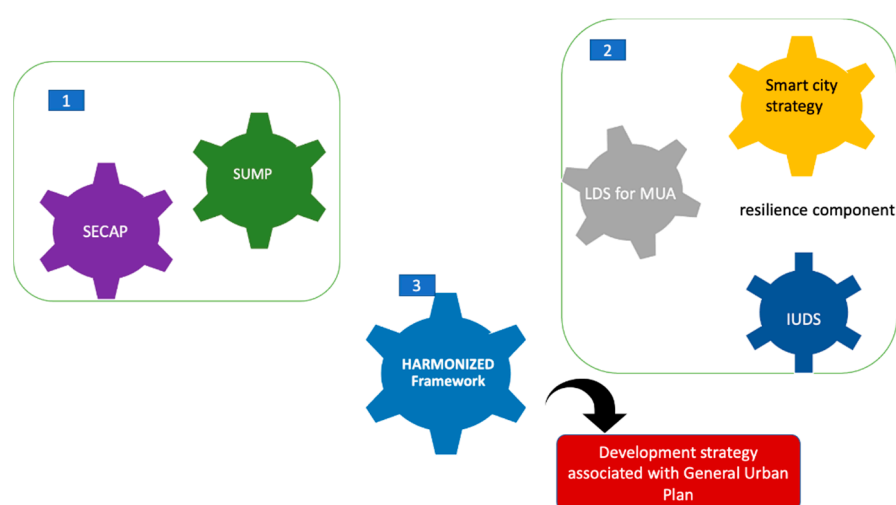 1
SECAP
SUMP
2
Smart city
strategy
LDS for MUA
resilience component
IUDS
3
HARMONIZED
Framework
Development strategy
associated with General Urban
Plan